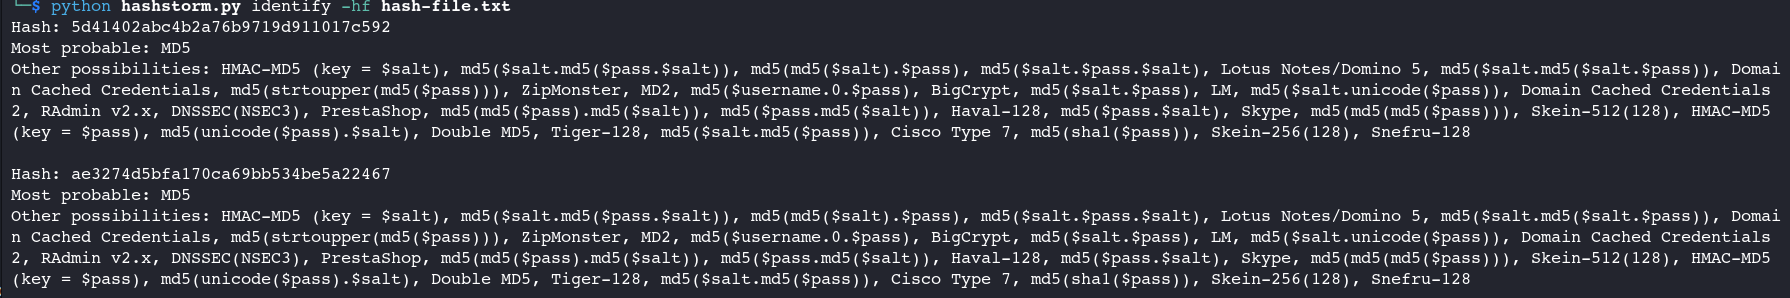 └─$ python hashstorm.py identify -hf hash-file.txt
Hash: 5d41402abc4b2a76b9719d911017c592
Most probable: MD5
Other possibilities: HMAC-MD5 (key = $salt), md5($salt.md5($pass.$salt)), md5(md5($salt).$pass), md5($salt.$pass.$salt), Lotus Notes/Domino 5, md5($salt.md5($salt.$pass)), Domai
n Cached Credentials, md5(strtoupper(md5($pass))), ZipMonster, MD2, md5($username.0.$pass), BigCrypt, md5($salt.$pass), LM, md5($salt.unicode($pass)), Domain Cached Credentials
2, RAdmin v2.x, DNSSEC(NSEC3), PrestaShop, md5(md5($pass).md5($salt)), md5($pass.md5($salt)), Haval-128, md5($pass.$salt), Skype, md5(md5(md5($pass))), Skein-512(128), HMAC-MD5
(key = $pass), md5(unicode($pass).$salt), Double MD5, Tiger-128, md5($salt.md5($pass)), Cisco Type 7, md5(sha1($pass)), Skein-256(128), Snefru-128
Hash: ae3274d5bfa170ca69bb534be5a22467
Most probable: MD5
Other possibilities: HMAC-MD5 (key = $salt), md5($salt.md5($pass.$salt)), md5(md5($salt).$pass), md5($salt.$pass.$salt), Lotus Notes/Domino 5, md5($salt.md5($salt.$pass)), Domai
n Cached Credentials, md5(strtoupper(md5($pass))), ZipMonster, MD2, md5($username.0.$pass), BigCrypt, md5($salt.$pass), LM, md5($salt.unicode($pass)), Domain Cached Credentials
2, RAdmin v2.x, DNSSEC(NSEC3), PrestaShop, md5(md5($pass).md5($salt)), md5($pass.md5($salt)), Haval-128, md5($pass.$salt), Skype, md5(md5(md5($pass))), Skein-512(128), HMAC-MD5
(key = $pass), md5(unicode($pass).$salt), Double MD5, Tiger-128, md5($salt.md5($pass)), Cisco Type 7, md5(sha1($pass)), Skein-256(128), Snefru-128